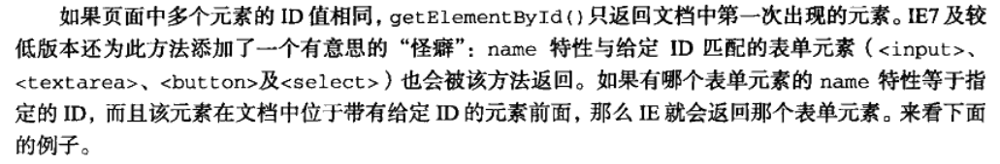 如果页面中多个元素的 ID 值相同，getElementById()只返回文档中第一次出现的元素。IE7 及较
低版本还为此方法添加了一个有意思的“怪癖”：name 特性与给定 ID 匹配的表单元素（<input>、
<textarea>、<button>及<select>）也会被该方法返回。如果有哪个表单元素的 name 特性等于指
定的 ID，而且该元素在文档中位于带有给定 ID 的元素前面，那么 IE 就会返回那个表单元素。来看下面
的例子。